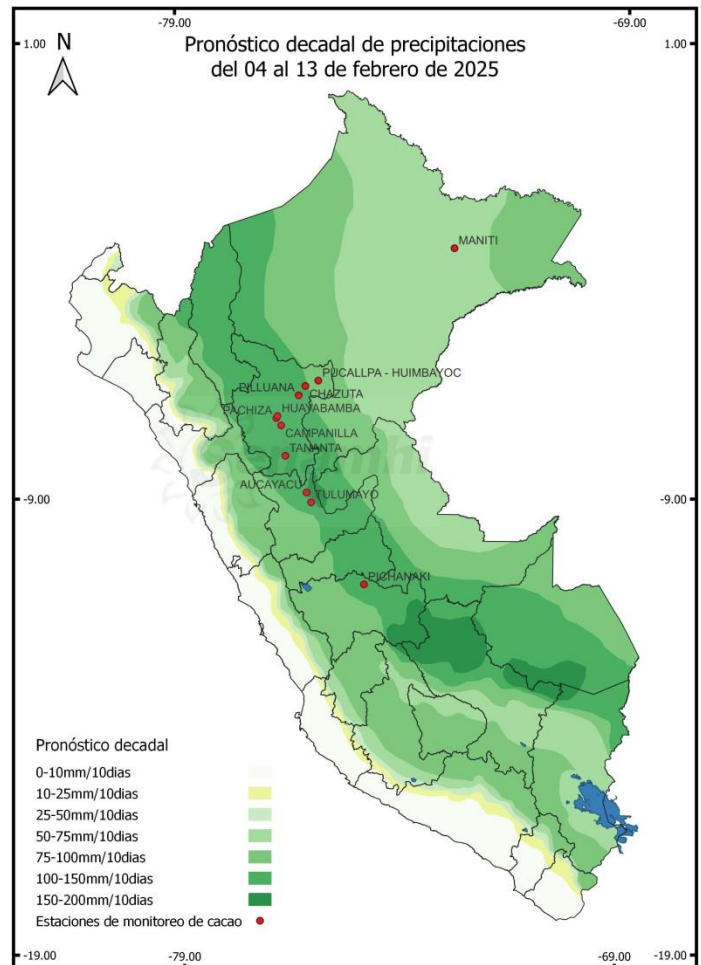 -79.00
-69.00
1.00
1.00
N
Pronóstico decadal de precipitaciones
del 04 al 13 de febrero de 2025
MANITI
PUCALLPA - HUIMBAYOC
PILLUANA
CHAZUTA
PACHIZA
HUAYABAMBA
CAMPANILLA
TANANTA
senamhi
AUCAYACU
TULUMAYO
-9.00
-9.00
PICHANAKI
Pronóstico decadal
0-10mm/10dias
10-25mm/10dias
25-50mm/10dias
50-75mm/10dias
75-100mm/10dias
100-150mm/10dias
150-200mm/10dias
Estaciones de monitoreo de cacao
-19.00
-19.00
-79.00
-69.00